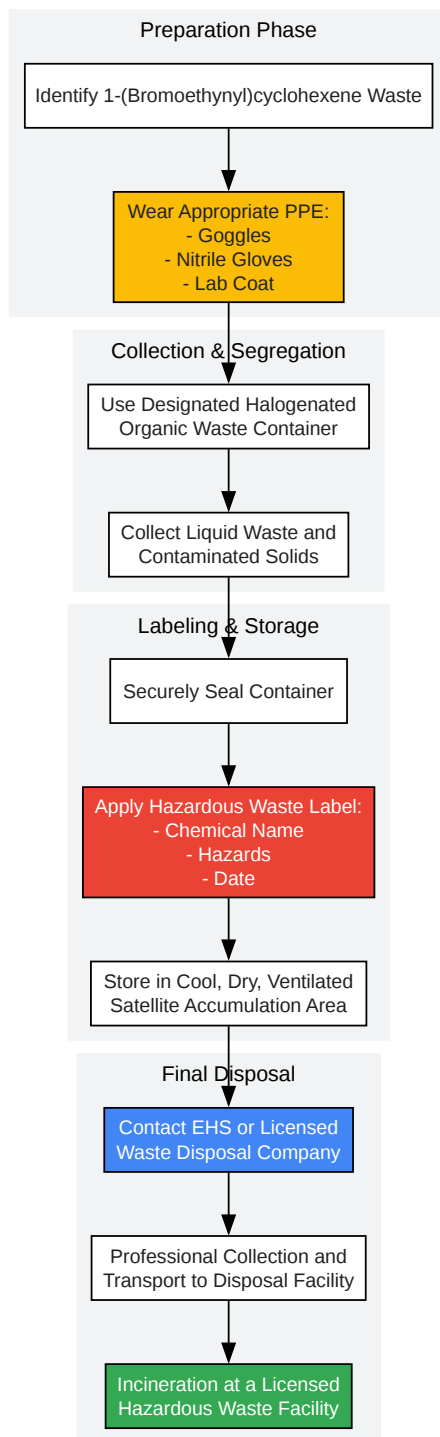 Preparation Phase
Identify 1-(Bromoethynyl)cyclohexene Waste
Wear Appropriate PPE:
- Goggles
- Nitrile Gloves
- Lab Coat
Collection & Segregation
Use Designated Halogenated
Organic Waste Container
Collect Liquid Waste and
Contaminated Solids
Labeling & Storage
Securely Seal Container
Apply Hazardous Waste Label:
- Chemical Name
- Hazards
- Date
Store in Cool, Dry, Ventilated
Satellite Accumulation Area
Final Disposal
Contact EHS or Licensed
Waste Disposal Company
Professional Collection and
Transport to Disposal Facility
Incineration at a Licensed
Hazardous Waste Facility